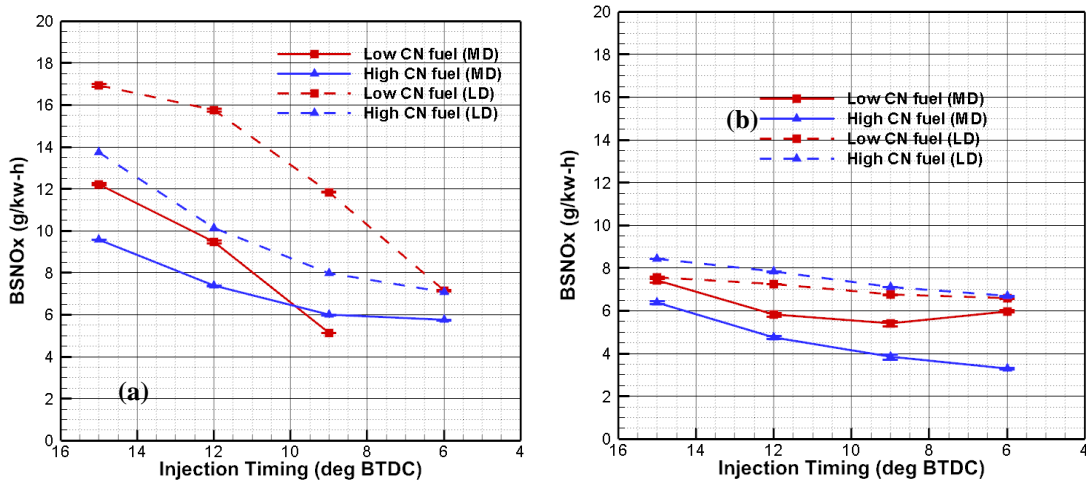 20
18
16
14
12
10
8
6
4
2
0
BSNOx (g/kw-h)
Low CN fuel (MD)
High CN fuel (MD)
Low CN fuel (LD)
High CN fuel (LD)
(a)
16 14 12 10 8 6 4
Injection Timing (deg BTDC)
20
18
16
14
12
10
8
6
4
2
0
BSNOx (g/kw-h)
Low CN fuel (MD)
High CN fuel (MD)
(b)
Low CN fuel (LD)
High CN fuel (LD)
16 14 12 10 8 6 4
Injection Timing (deg BTDC)